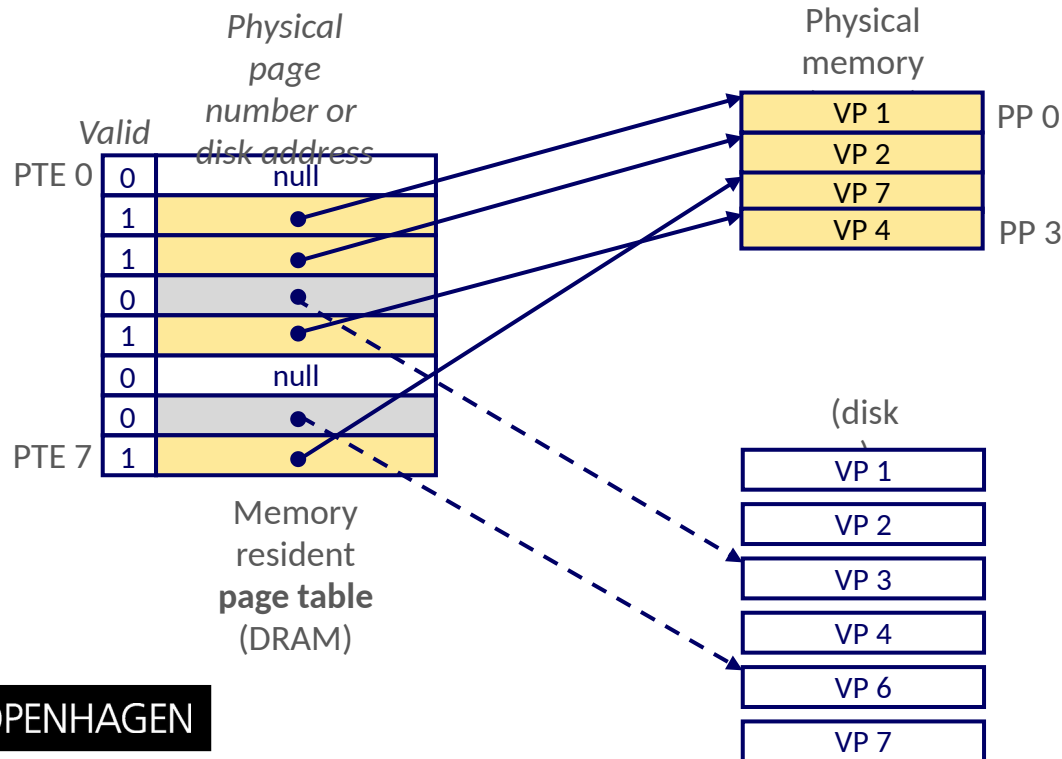 Physical
page
number or
disk address
Valid
PTE 0
0
null
1
1
0
1
0
null
0
PTE 7
1
Memory
resident
page table
(DRAM)
Physical
memory
VP 1
PP 0
VP 2
VP 7
VP 4
PP 3
(disk
)
VP 1
VP 2
VP 3
VP 4
VP 6
VP 7
OPENHAGEN